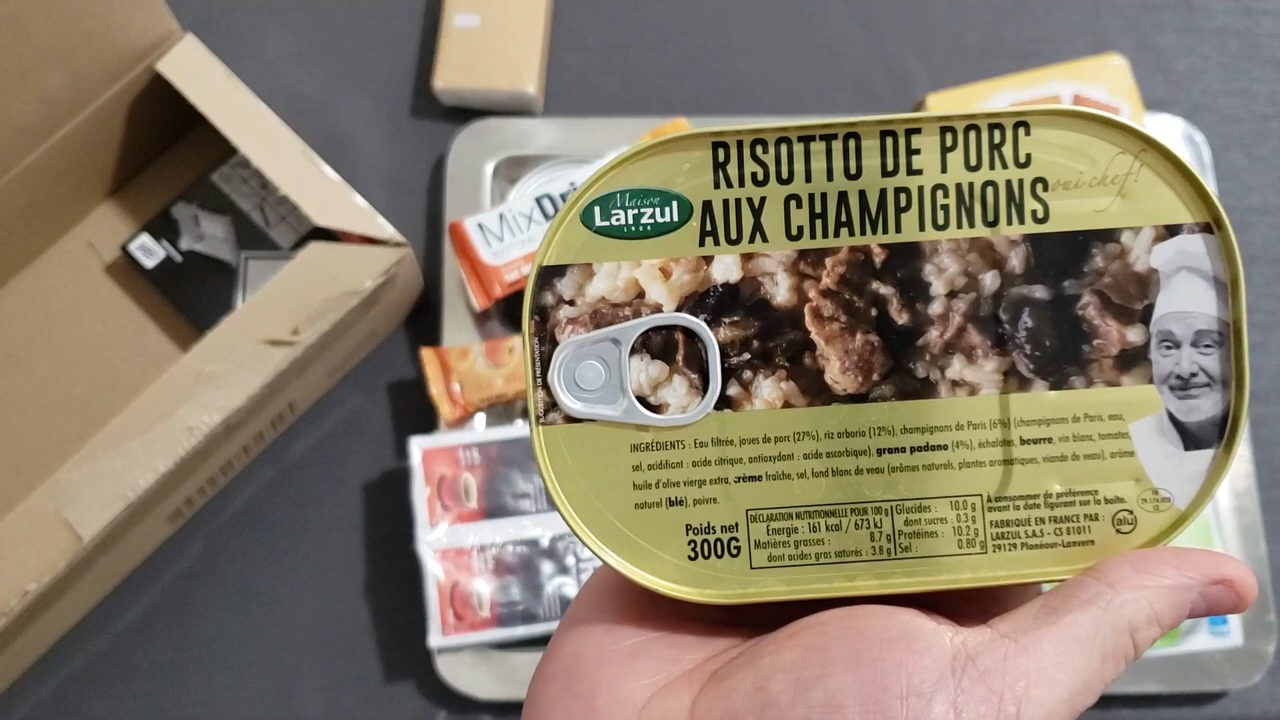 RISOTTO DE PORC
AUX CHAMPIGNONS
oui chef!
Maison
Larzul
1906
MixDri
SUGGESTION DE PRÉSENTATION
INGRÉDIENTS : Eau filtrée, joues de porc (27%), riz arborio (12%), champignons de Paris (6%) (champignons de Paris, eau,
sel, acidifiant : acide citrique, antioxydant : acide ascorbique), grana padano (4%), échalotes, beurre, vin blanc, tomates,
huile d'olive vierge extra, crème fraîche, sel, fond blanc de veau (arômes naturels, plantes aromatiques, viande de veau), arôme
naturel (blé), poivre.
Poids net
300G
DÉCLARATION NUTRITIONNELLE POUR 100 g
Énergie : 161 kcal / 673 kJ
Matières grasses : 8.7 g
dont acides gras saturés : 3.8 g
Glucides : 10.0 g
dont sucres : 0.3 g
Protéines : 10.2 g
Sel : 0.80 g
À consommer de préférence
avant la date figurant sur la boîte.
FABRIQUÉ EN FRANCE PAR :
LARZUL S.A.S - CS 81011
29129 Plonéour-Lanvern
alu
FR
29.174.003
CE